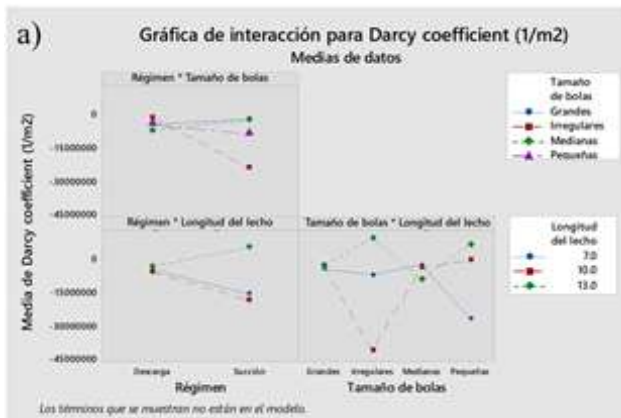 a)
Gráfica de interacción para Darcy coefficient (1/m2)
Medias de datos
Régimen * Tamaño de bolas
Tamaño
de bolas
Grandes
Irregulares
Medianas
Pequeñas
0
-15000000
-30000000
-45000000
Media de Darcy coefficient (1/m2)
Régimen * Longitud del lecho
Tamaño de bolas * Longitud del lecho
Longitud
del lecho
7.0
10.0
13.0
0
-15000000
-30000000
-45000000
Descarga
Succión
Grandes
Irregulares
Medianas
Pequeñas
Régimen
Tamaño de bolas
Los términos que se muestran no están en el modelo.